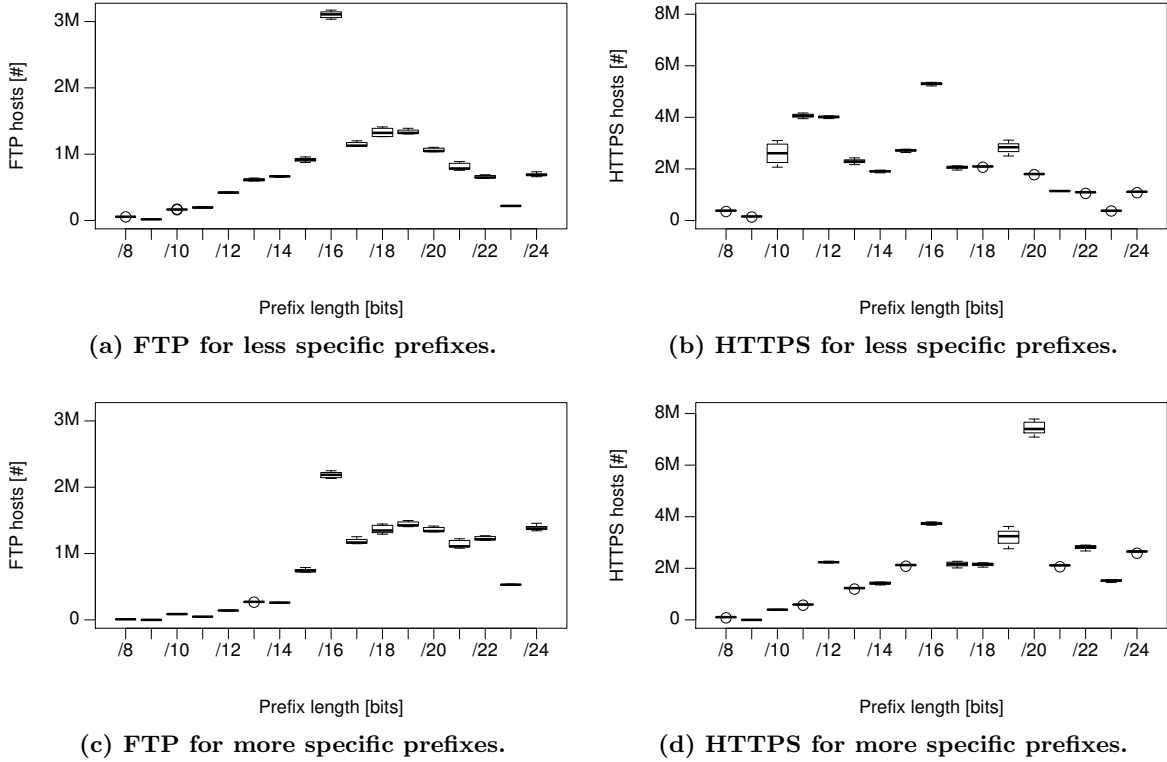 FTP hosts [#]
3M
2M
1M
0
/8 /10 /12 /14 /16 /18 /20 /22 /24
Prefix length [bits]
(a) FTP for less specific prefixes.
HTTPS hosts [#]
8M
6M
4M
2M
0
/8 /10 /12 /14 /16 /18 /20 /22 /24
Prefix length [bits]
(b) HTTPS for less specific prefixes.
FTP hosts [#]
3M
2M
1M
0
/8 /10 /12 /14 /16 /18 /20 /22 /24
Prefix length [bits]
(c) FTP for more specific prefixes.
HTTPS hosts [#]
8M
6M
4M
2M
0
/8 /10 /12 /14 /16 /18 /20 /22 /24
Prefix length [bits]
(d) HTTPS for more specific prefixes.